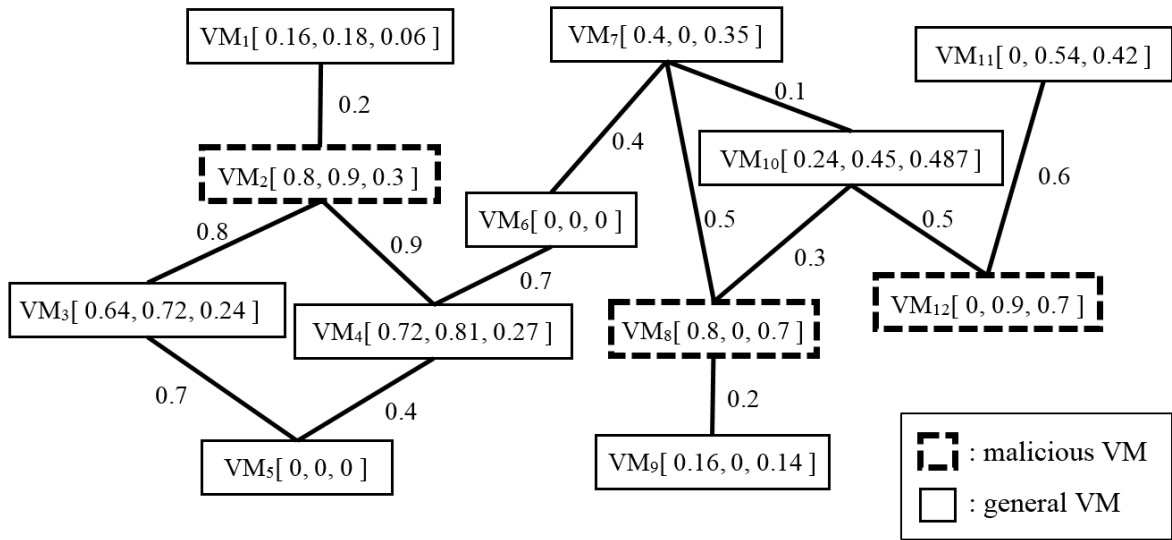 VM₁[ 0.16, 0.18, 0.06 ]
VM₇[ 0.4, 0, 0.35 ]
VM₁₁[ 0, 0.54, 0.42 ]
0.2
0.1
0.4
VM₁₀[ 0.24, 0.45, 0.487 ]
VM₂[ 0.8, 0.9, 0.3 ]
0.6
VM₆[ 0, 0, 0 ]
0.8
0.9
0.5
0.5
0.3
0.7
VM₃[ 0.64, 0.72, 0.24 ]
VM₄[ 0.72, 0.81, 0.27 ]
VM₈[ 0.8, 0, 0.7 ]
VM₁₂[ 0, 0.9, 0.7 ]
0.7
0.4
0.2
VM₅[ 0, 0, 0 ]
VM₉[ 0.16, 0, 0.14 ]
: malicious VM
: general VM